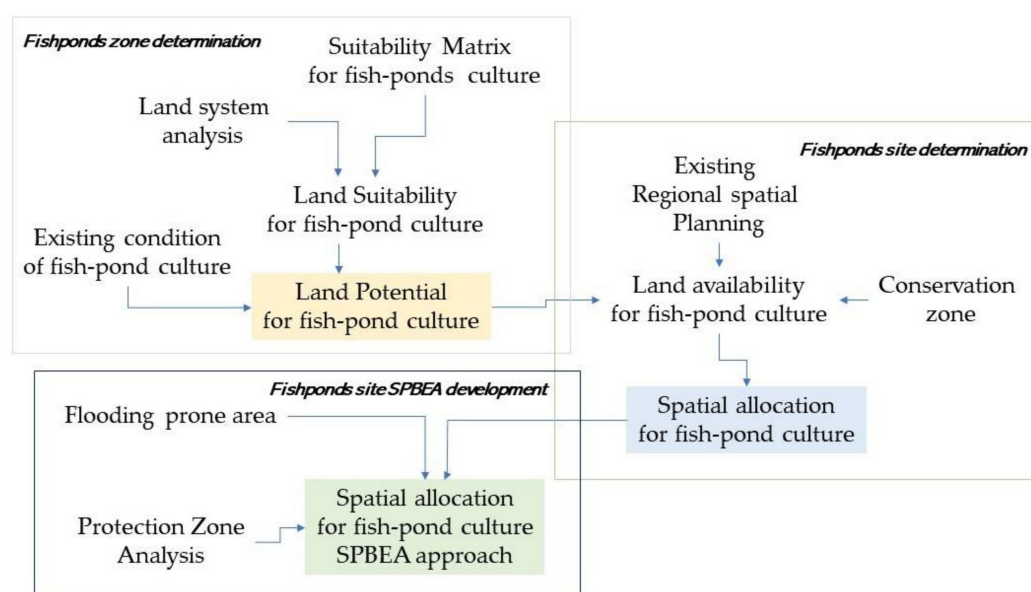 Fishponds zone determination
Suitability Matrix
for fish-ponds culture
Land system
analysis
Land Suitability
for fish-pond culture
Existing condition
of fish-pond culture
Land Potential
for fish-pond culture
Fishponds site determination
Existing
Regional spatial
Planning
Land availability
for fish-pond culture
Conservation
zone
Spatial allocation
for fish-pond culture
Fishponds site SPBEA development
Flooding prone area
Spatial allocation
for fish-pond culture
SPBEA approach
Protection Zone
Analysis